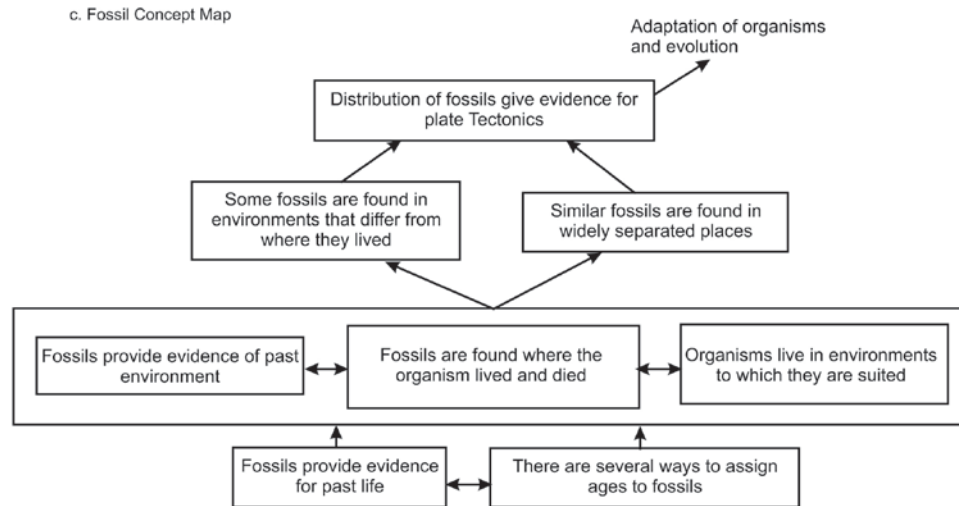 c. Fossil Concept Map
Adaptation of organisms
and evolution
Distribution of fossils give evidence for
plate Tectonics
Some fossils are found in
environments that differ from
where they lived
Similar fossils are found in
widely separated places
Fossils provide evidence of past
environment
Fossils are found where the
organism lived and died
Organisms live in environments
to which they are suited
Fossils provide evidence
for past life
There are several ways to assign
ages to fossils